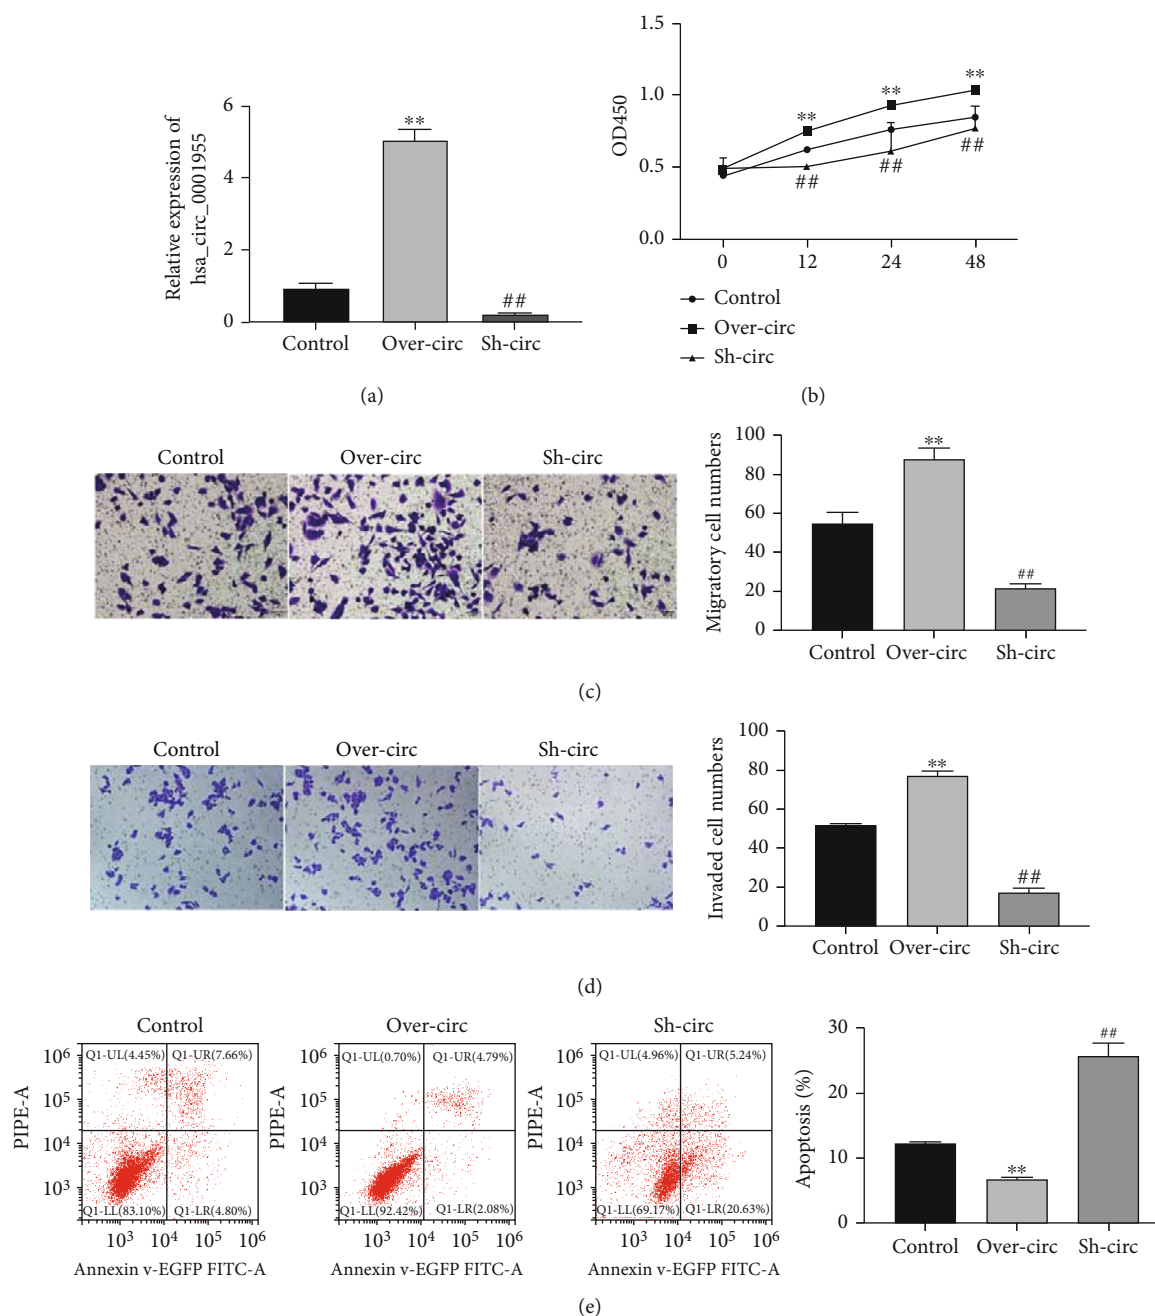 Relative expression of
hsa_circ_0001955
6
4
2
0
**
##
Control
Over-circ
Sh-circ
(a)
OD450
1.5
1.0
0.5
0.0
**
**
**
##
##
##
0
12
24
48
Control
Over-circ
Sh-circ
(b)
Control
Over-circ
Sh-circ
Migratory cell numbers
100
80
60
40
20
0
**
##
Control
Over-circ
Sh-circ
(c)
Control
Over-circ
Sh-circ
Invaded cell numbers
100
80
60
40
20
0
**
##
Control
Over-circ
Sh-circ
(d)
Control
PIPE-A
10⁶
10⁵
10⁴
10³
Q1-UL(4.45%)
Q1-UR(7.66%)
Q1-LL(83.10%)
Q1-LR(4.80%)
10³
10⁴
10⁵
10⁶
Annexin v-EGFP FITC-A
Over-circ
PIPE-A
10⁶
10⁵
10⁴
10³
Q1-UL(0.70%)
Q1-UR(4.79%)
Q1-LL(92.42%)
Q1-LR(2.08%)
10³
10⁴
10⁵
10⁶
Annexin v-EGFP FITC-A
Sh-circ
PIPE-A
10⁶
10⁵
10⁴
10³
Q1-UL(4.96%)
Q1-UR(5.24%)
Q1-LL(69.17%)
Q1-LR(20.63%)
10³
10⁴
10⁵
10⁶
Annexin v-EGFP FITC-A
Apoptosis (%)
30
20
10
0
**
##
Control
Over-circ
Sh-circ
(e)